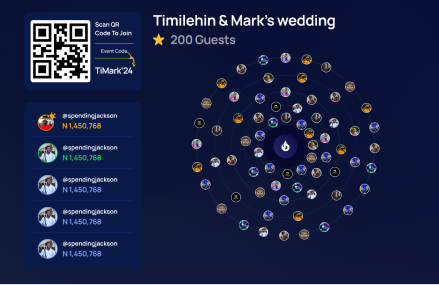 Timilehin & Mark's wedding
200 Guests
Scan QR
Code To Join
Event Code
TiMark'24
@spendingjackson
N 1,450,768
@spendingjackson
N 1,450,768
@spendingjackson
N 1,450,768
@spendingjackson
N 1,450,768
@spendingjackson
N 1,450,768